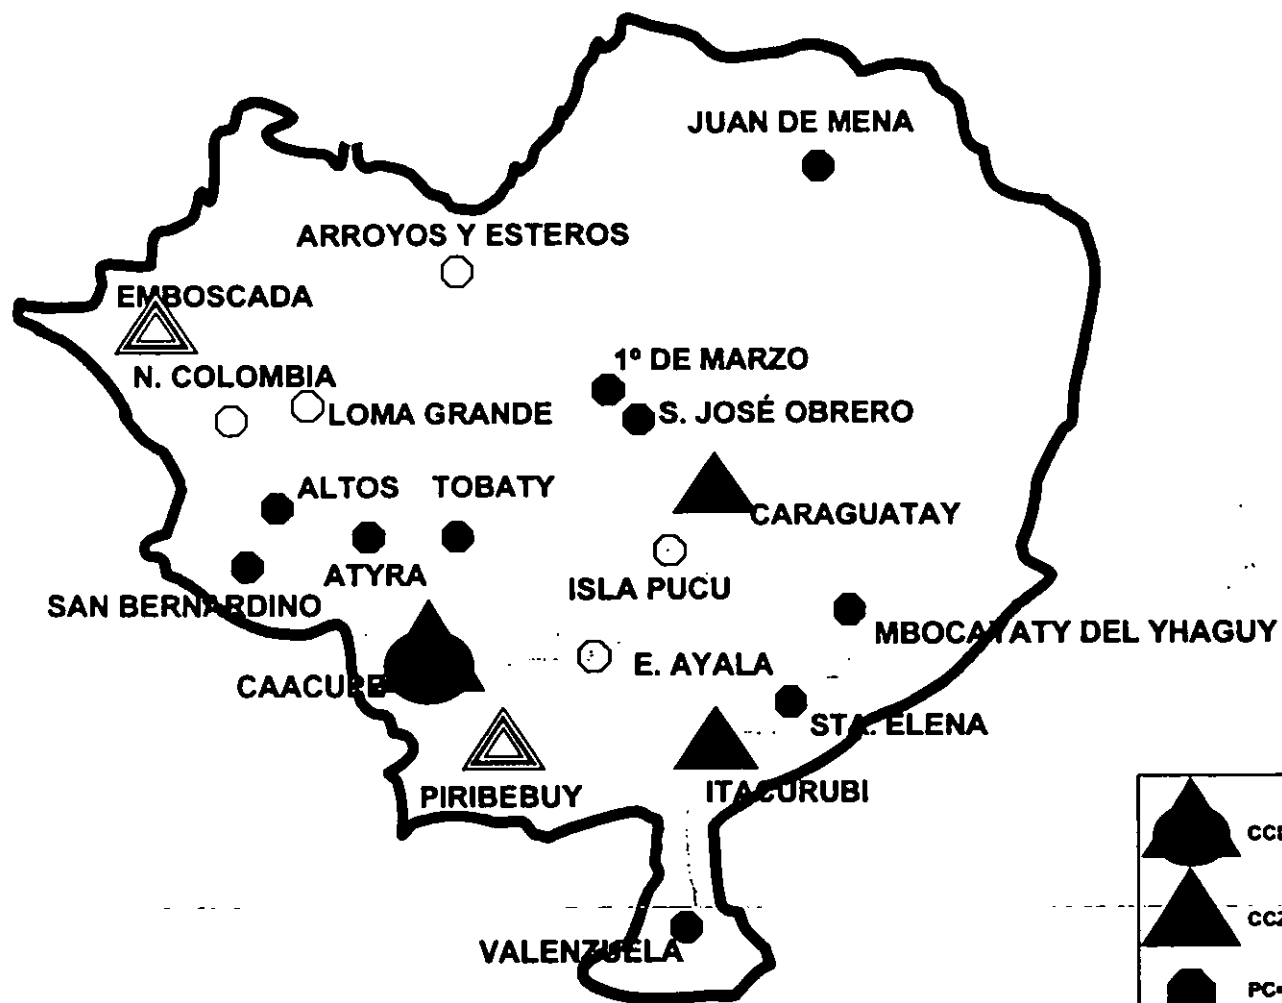 JUAN DE MENA
ARROYOS Y ESTEROS
EMBOSCADA
1º DE MARZO
N. COLOMBIA
LOMA GRANDE
S. JOSÉ OBRERO
ALTOS
TOBATY
CARAGUATAY
ATYRA
ISLA PUCU
SAN BERNARDINO
MBOCAYATY DEL YHAGUY
E. AYALA
CAACUPE
STA. ELENA
PIRIBEBUY
ITACURUBI
VALENZUELA
PC-